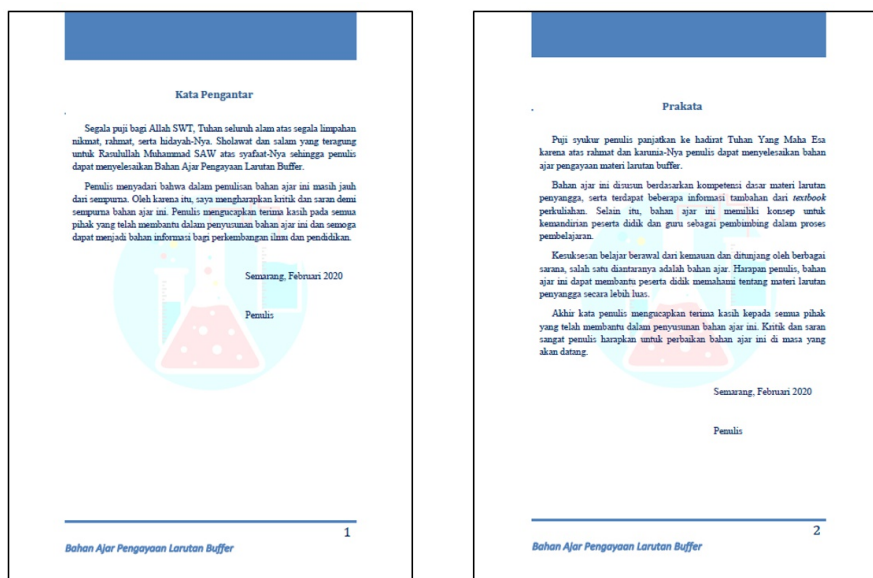 Kata Pengantar
Segala puji bagi Allah SWT, Tuhan seluruh alam atas segala limpahan
nikmat, rahmat, serta hidayah-Nya. Sholawat dan salam yang teragung
untuk Rasulullah Muhammad SAW atas syafaat-Nya sehingga penulis
dapat menyelesaikan Bahan Ajar Pengayaan Larutan Buffer.
Penulis menyadari bahwa dalam penulisan bahan ajar ini masih jauh
dari sempurna. Oleh karena itu, saya mengharapkan kritik dan saran demi
sempurna bahan ajar ini. Penulis mengucapkan terima kasih pada semua
pihak yang telah membantu dalam penyusunan bahan ajar ini dan semoga
dapat menjadi bahan informasi bagi perkembangan ilmu dan pendidikan.
Semarang, Februari 2020
Penulis
1
Bahan Ajar Pengayaan Larutan Buffer
Prakata
Puji syukur penulis panjatkan ke hadirat Tuhan Yang Maha Esa
karena atas rahmat dan karunia-Nya penulis dapat menyelesaikan bahan
ajar pengayaan materi larutan buffer.
Bahan ajar ini disusun berdasarkan kompetensi dasar materi larutan
penyangga, serta terdapat beberapa informasi tambahan dari textbook
perkuliahan. Selain itu, bahan ajar ini memiliki konsep untuk
kemandirian peserta didik dan guru sebagai pembimbing dalam proses
pembelajaran.
Kesuksesan belajar berawal dari kemauan dan ditunjang oleh berbagai
sarana, salah satu diantaranya adalah bahan ajar. Harapan penulis, bahan
ajar ini dapat membantu peserta didik memahami tentang materi larutan
penyangga secara lebih luas.
Akhir kata penulis mengucapkan terima kasih kepada semua pihak
yang telah membantu dalam penyusunan bahan ajar ini. Kritik dan saran
sangat penulis harapkan untuk perbaikan bahan ajar ini di masa yang
akan datang.
Semarang, Februari 2020
Penulis
2
Bahan Ajar Pengayaan Larutan Buffer